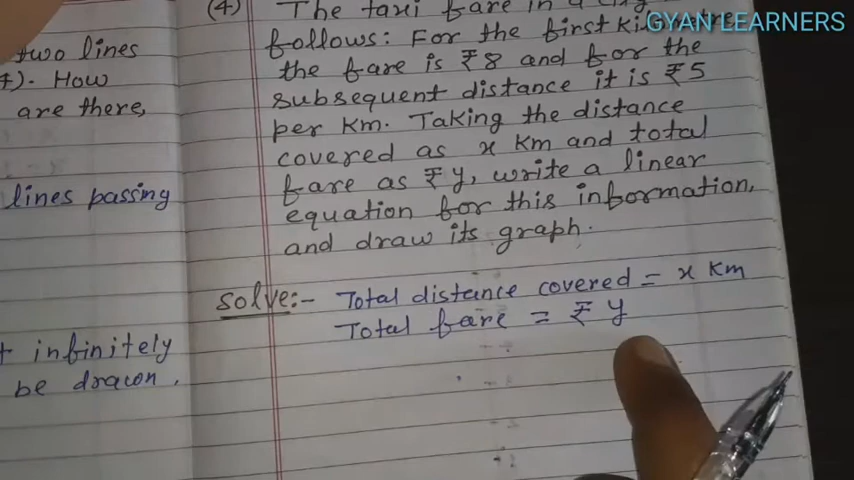 two lines
7). How
are there,
lines passing
t infinitely
be drawn.
(4) The taxi fare in a city
follows: For the first
the fare is ₹8 and for the
subsequent distance it is ₹5
per Km. Taking the distance
covered as x Km and total
fare as ₹ y, write a linear
equation for this information,
and draw its graph.
Solve:- Total distance covered = x Km
Total fare = ₹ y
GYAN LEARNERS